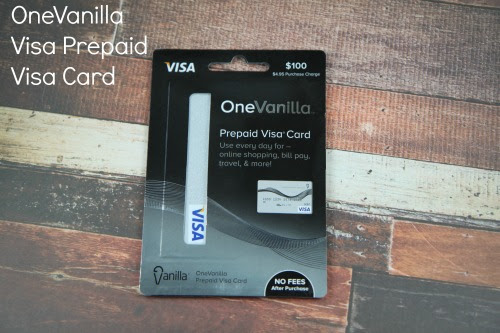 OneVanilla
Visa Prepaid
Visa Card
VISA
$100
$4.95 Purchase Charge
OneVanilla
Prepaid Visa Card
Use every day for –
online shopping, bill pay,
travel, & more!
VISA
VISA
Vanilla
OneVanilla
Prepaid Visa Card
NO FEES
After Purchase